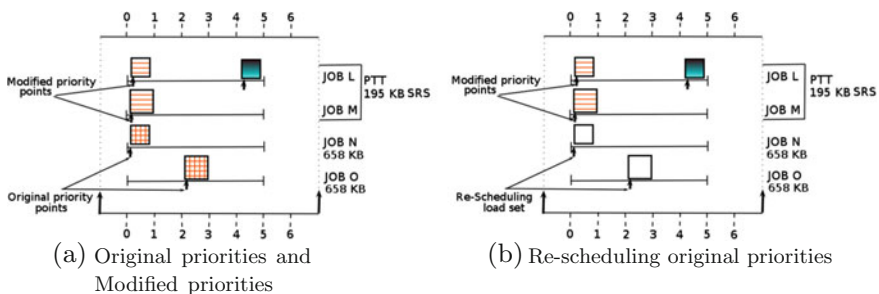 0 1 2 3 4 5 6
Modified priority
points
JOB L
JOB M
PTT
195 KB SRS
JOB N
658 KB
JOB O
658 KB
Original priority
points
0 1 2 3 4 5 6
(a) Original priorities and
Modified priorities
0 1 2 3 4 5 6
Modified priority
points
JOB L
JOB M
PTT
195 KB SRS
JOB N
658 KB
JOB O
658 KB
Re-Scheduling
load set
0 1 2 3 4 5 6
(b) Re-scheduling original priorities